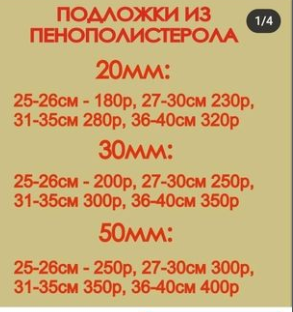 ПОДЛОЖКИ ИЗ
ПЕНОПОЛИСТЕРОЛА
1/4
20мм:
25-26см - 180р, 27-30см 230р,
31-35см 280р, 36-40см 320р
30мм:
25-26см - 200р, 27-30см 250р,
31-35см 300р, 36-40см 350р
50мм:
25-26см - 250р, 27-30см 300р,
31-35см 350р, 36-40см 400р